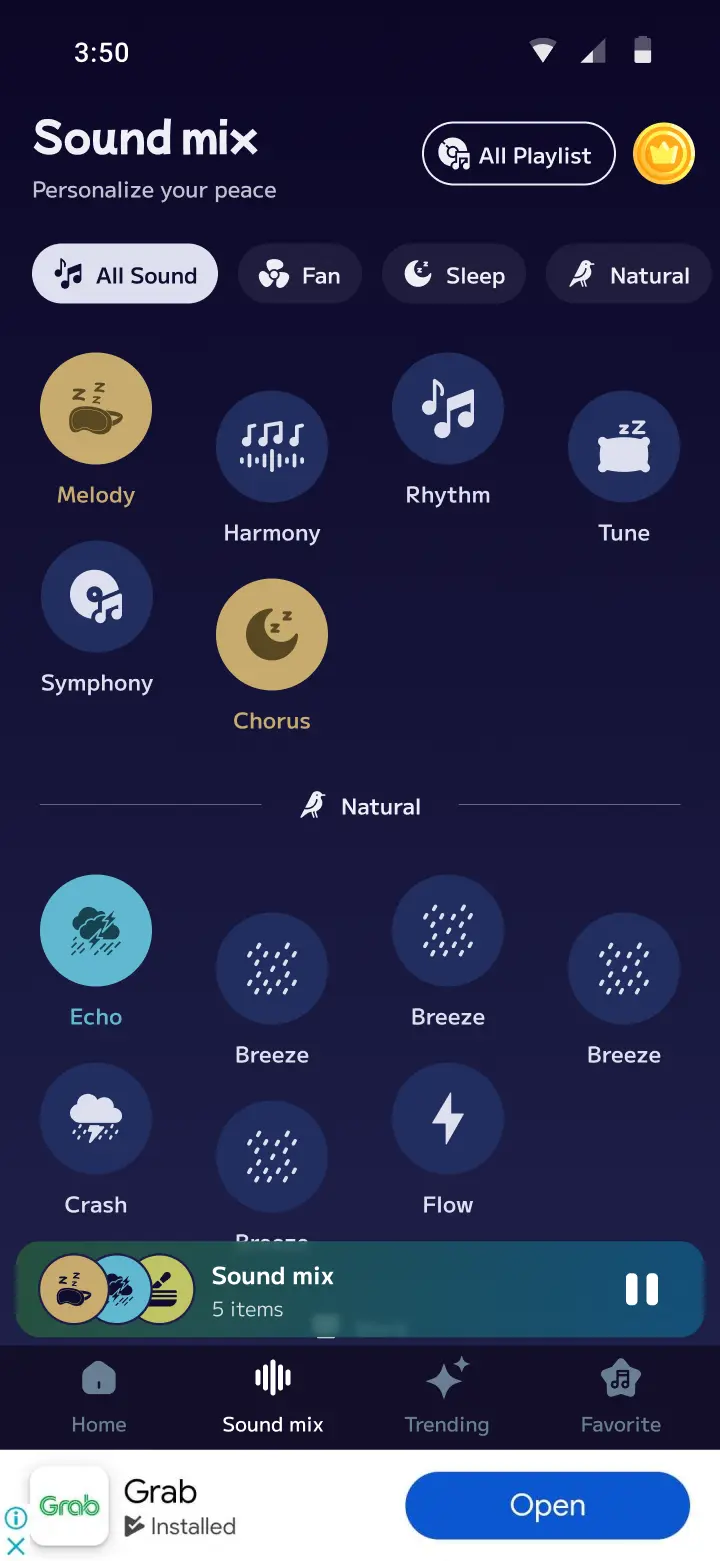 3:50
Sound mix
Personalize your peace
All Playlist
All Sound
Fan
Sleep
Natural
Melody
Harmony
Rhythm
Tune
Symphony
Chorus
Natural
Echo
Breeze
Breeze
Breeze
Crash
Breeze
Flow
Sound mix
5 items
Home
Sound mix
Trending
Favorite
Grab
Grab
Installed
Open